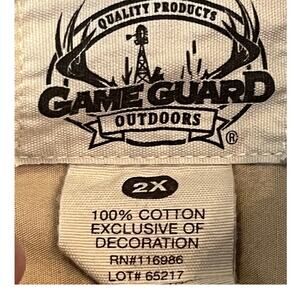 QUALITY PRODUCTS
GAME GUARD
OUTDOORS
®
2X
100% COTTON
EXCLUSIVE OF
DECORATION
RN#116986
LOT# 65217